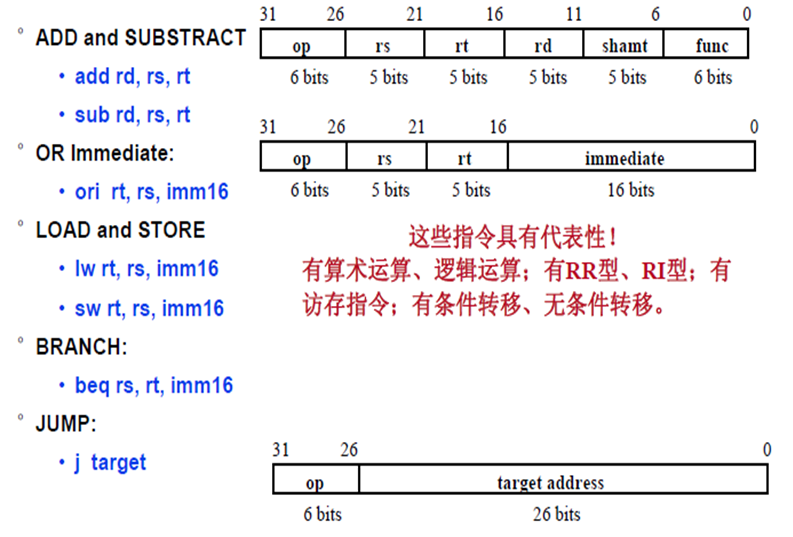 ° ADD and SUBSTRACT
• add rd, rs, rt
• sub rd, rs, rt
31 26 21 16 11 6 0
op rs rt rd shamt func
6 bits 5 bits 5 bits 5 bits 5 bits 6 bits
° OR Immediate:
• ori rt, rs, imm16
31 26 21 16 0
op rs rt immediate
6 bits 5 bits 5 bits 16 bits
° LOAD and STORE
• lw rt, rs, imm16
• sw rt, rs, imm16
这些指令具有代表性！
有算术运算、逻辑运算；有RR型、RI型；有
访存指令；有条件转移、无条件转移。
° BRANCH:
• beq rs, rt, imm16
° JUMP:
• j target
31 26 0
op target address
6 bits 26 bits